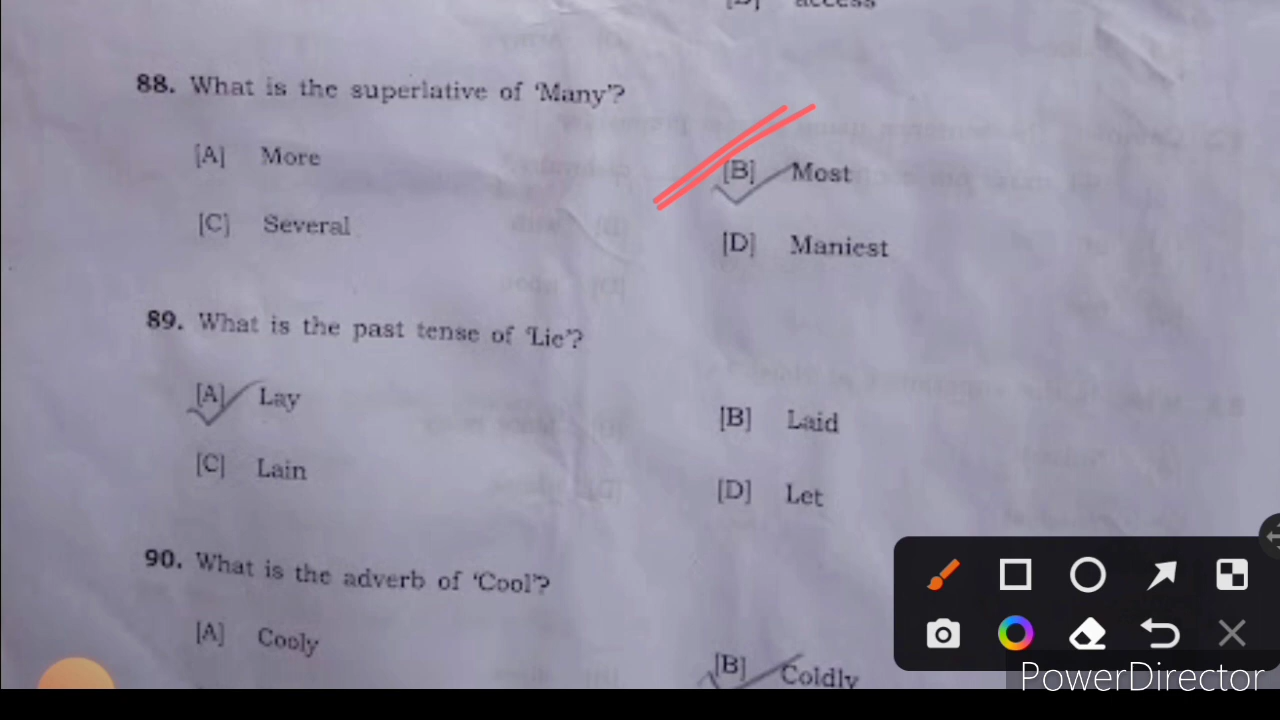 [D] access
88. What is the superlative of 'Many'?
[A] More
[B] Most
[C] Several
[D] Maniest
89. What is the past tense of 'Lie'?
[A] Lay
[B] Laid
[C] Lain
[D] Let
90. What is the adverb of 'Cool'?
[A] Cooly
[B] Coldly
PowerDirector